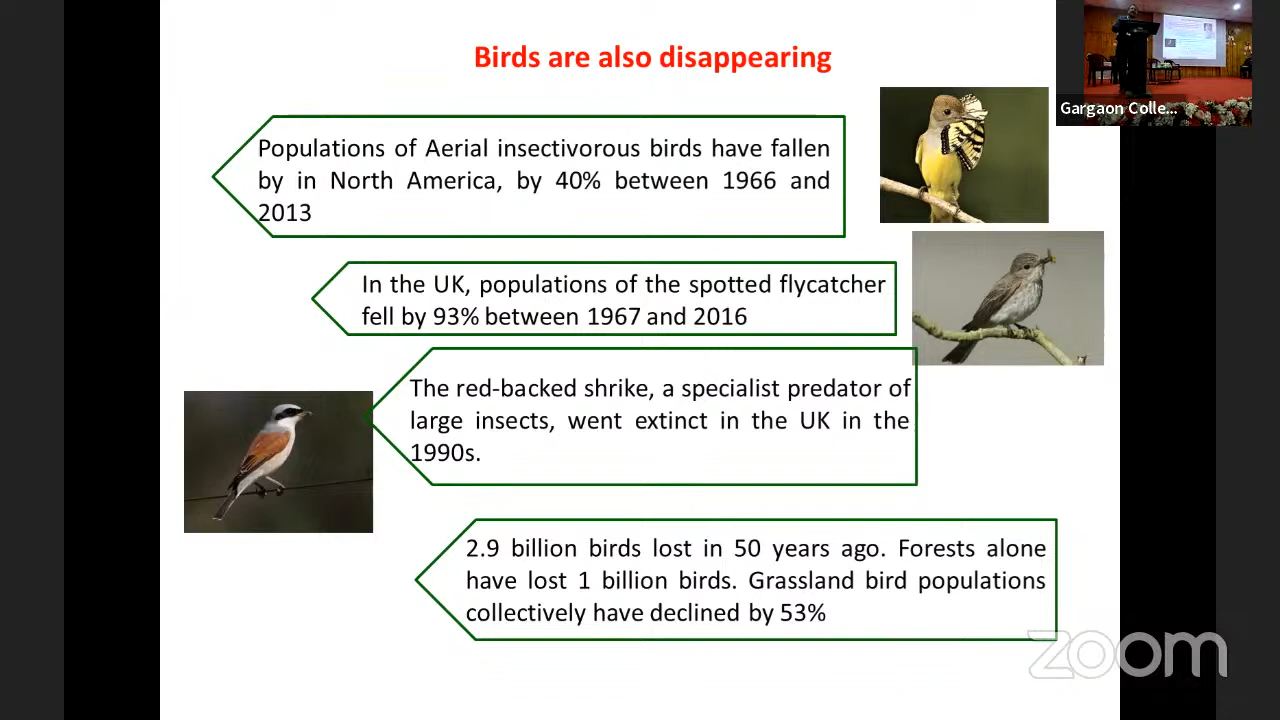 Birds are also disappearing
Gargaon Colle...
Populations of Aerial insectivorous birds have fallen
by in North America, by 40% between 1966 and
2013
In the UK, populations of the spotted flycatcher
fell by 93% between 1967 and 2016
The red-backed shrike, a specialist predator of
large insects, went extinct in the UK in the
1990s.
2.9 billion birds lost in 50 years ago. Forests alone
have lost 1 billion birds. Grassland bird populations
collectively have declined by 53%
zoom